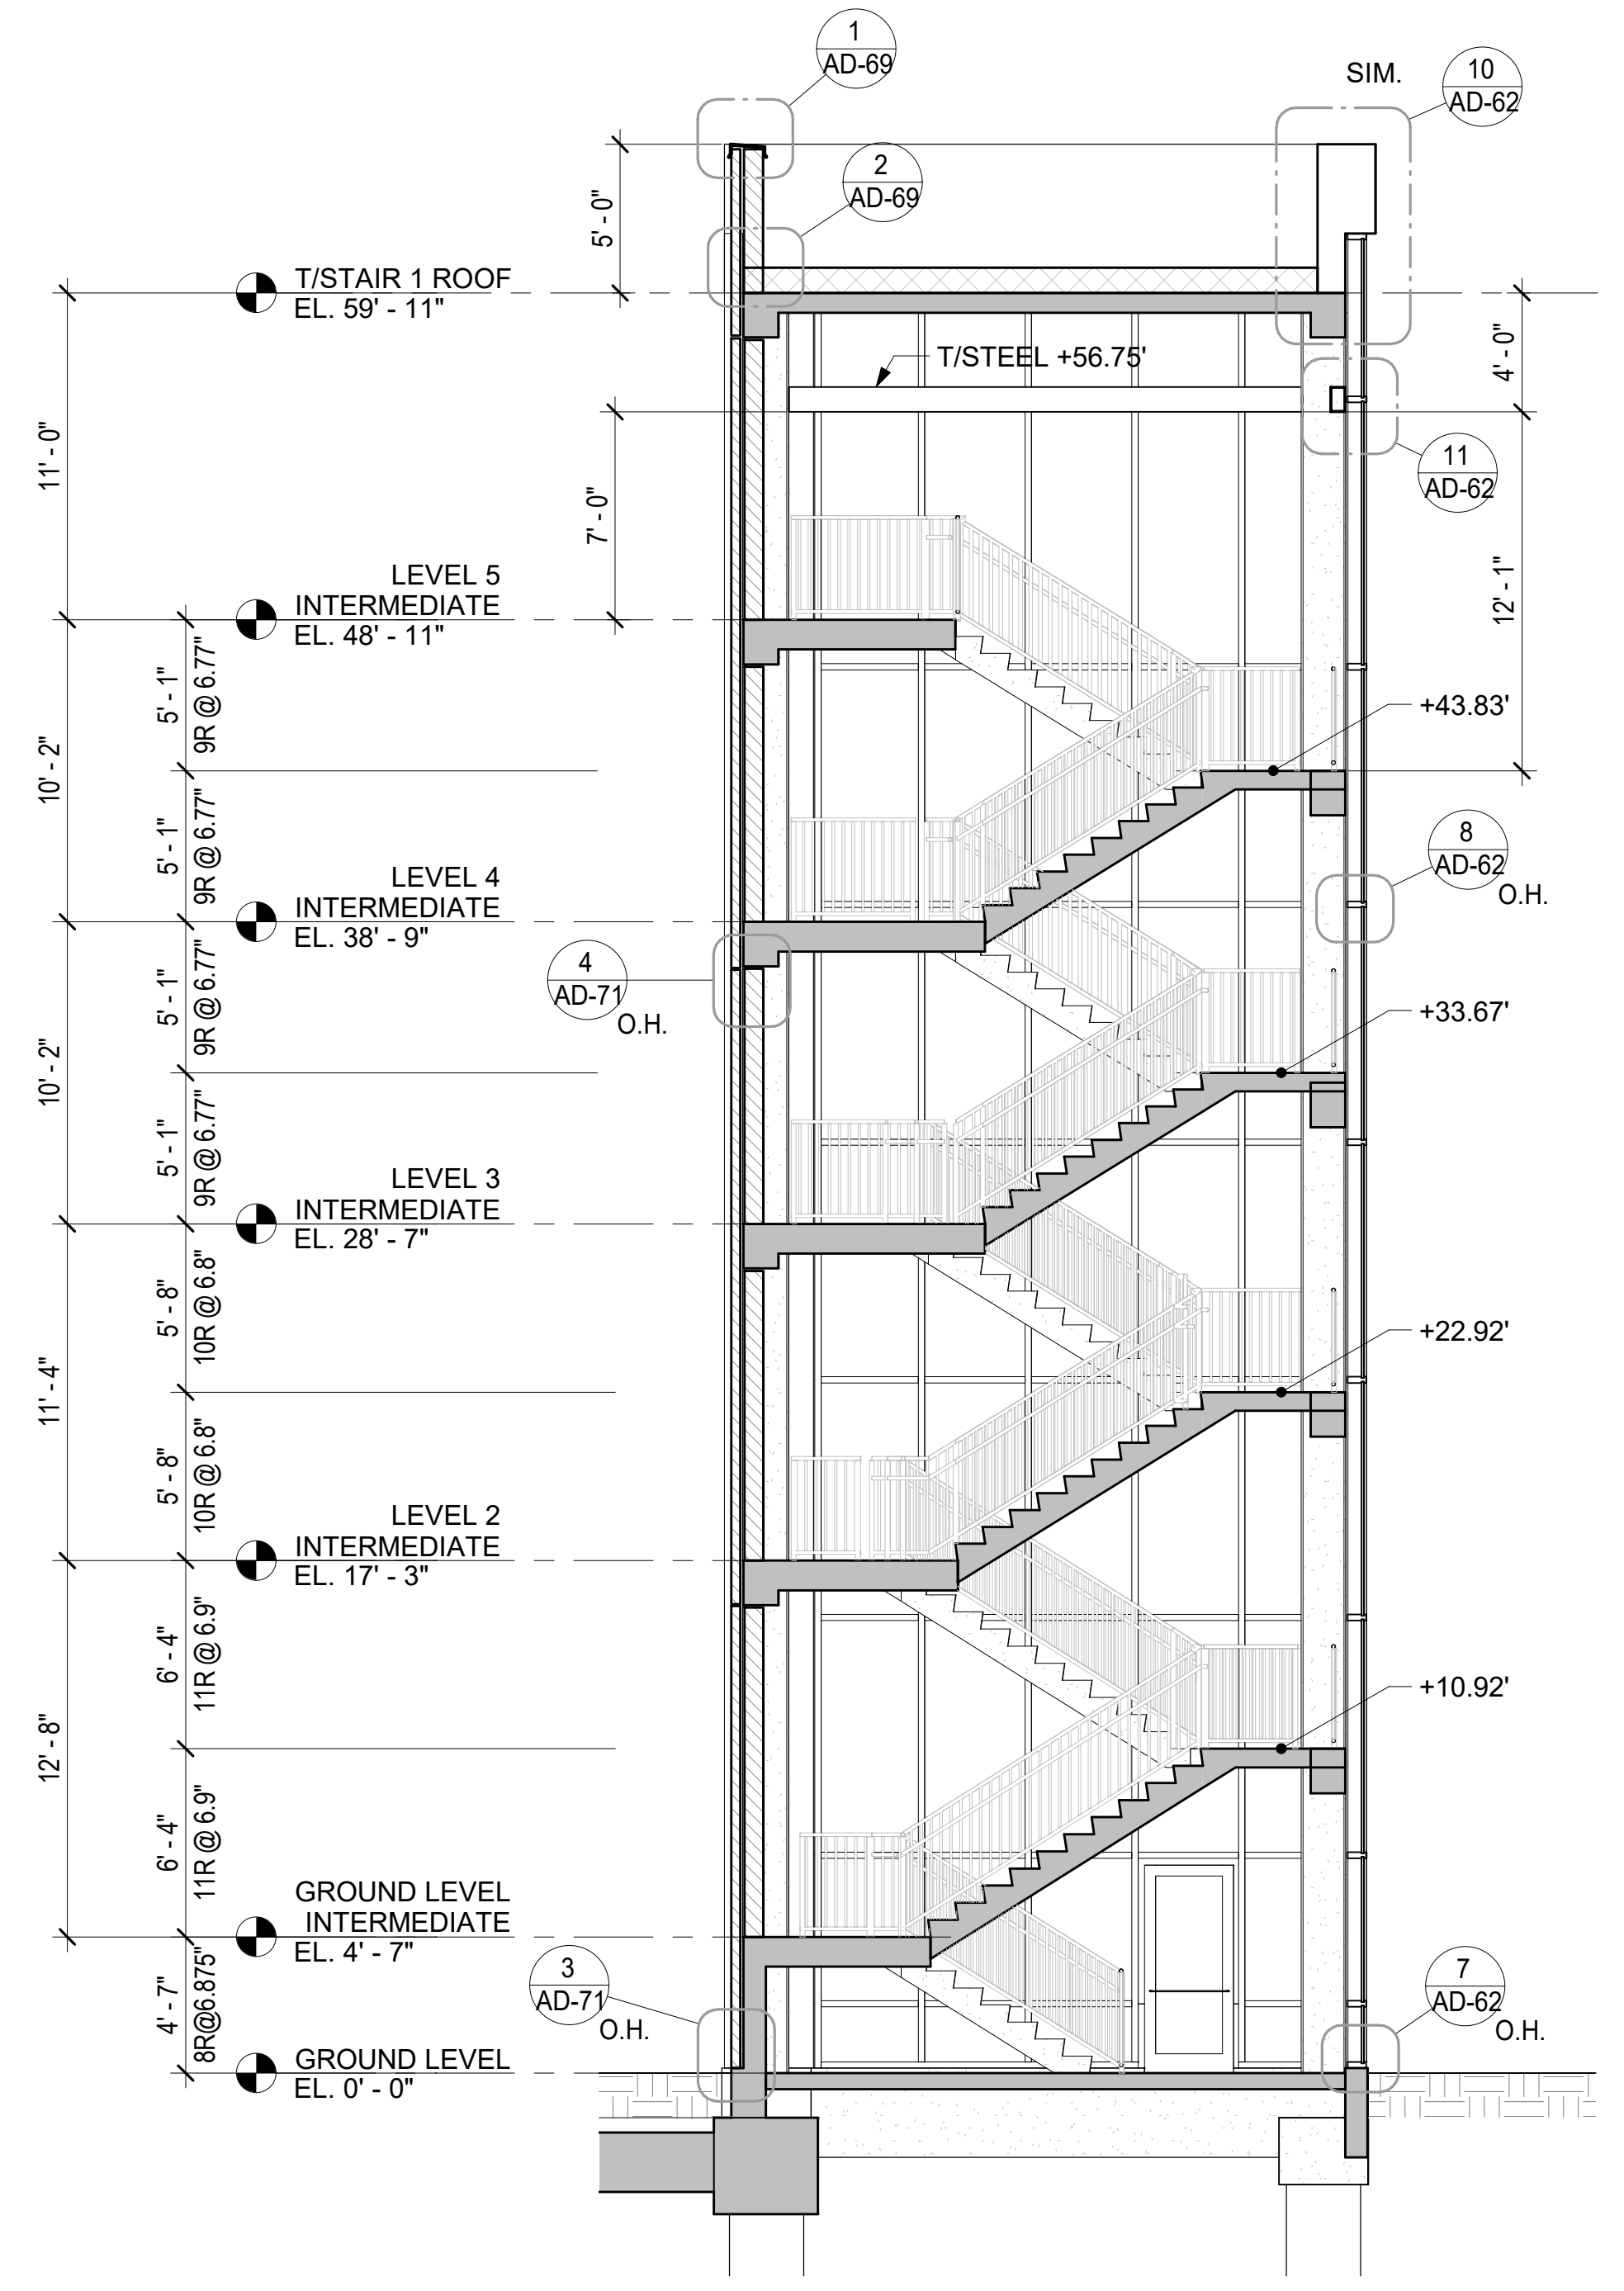 1
AD-69
SIM.
10
AD-62
2
AD-69
5' - 0"
T/STAIR 1 ROOF
EL. 59' - 11"
T/STEEL +56.75'
4' - 0"
11' - 0"
11
AD-62
7' - 0"
LEVEL 5
INTERMEDIATE
EL. 48' - 11"
12' - 1"
5' - 1"
9R @ 6.77"
+43.83'
10' - 2"
5' - 1"
9R @ 6.77"
8
AD-62
O.H.
LEVEL 4
INTERMEDIATE
EL. 38' - 9"
4
AD-71
O.H.
5' - 1"
9R @ 6.77"
+33.67'
10' - 2"
5' - 1"
9R @ 6.77"
LEVEL 3
INTERMEDIATE
EL. 28' - 7"
5' - 8"
10R @ 6.8"
+22.92'
11' - 4"
5' - 8"
10R @ 6.8"
LEVEL 2
INTERMEDIATE
EL. 17' - 3"
6' - 4"
11R @ 6.9"
+10.92'
12' - 8"
6' - 4"
11R @ 6.9"
GROUND LEVEL
INTERMEDIATE
EL. 4' - 7"
3
AD-71
O.H.
7
AD-62
O.H.
4' - 7"
8R@6.875"
GROUND LEVEL
EL. 0' - 0"